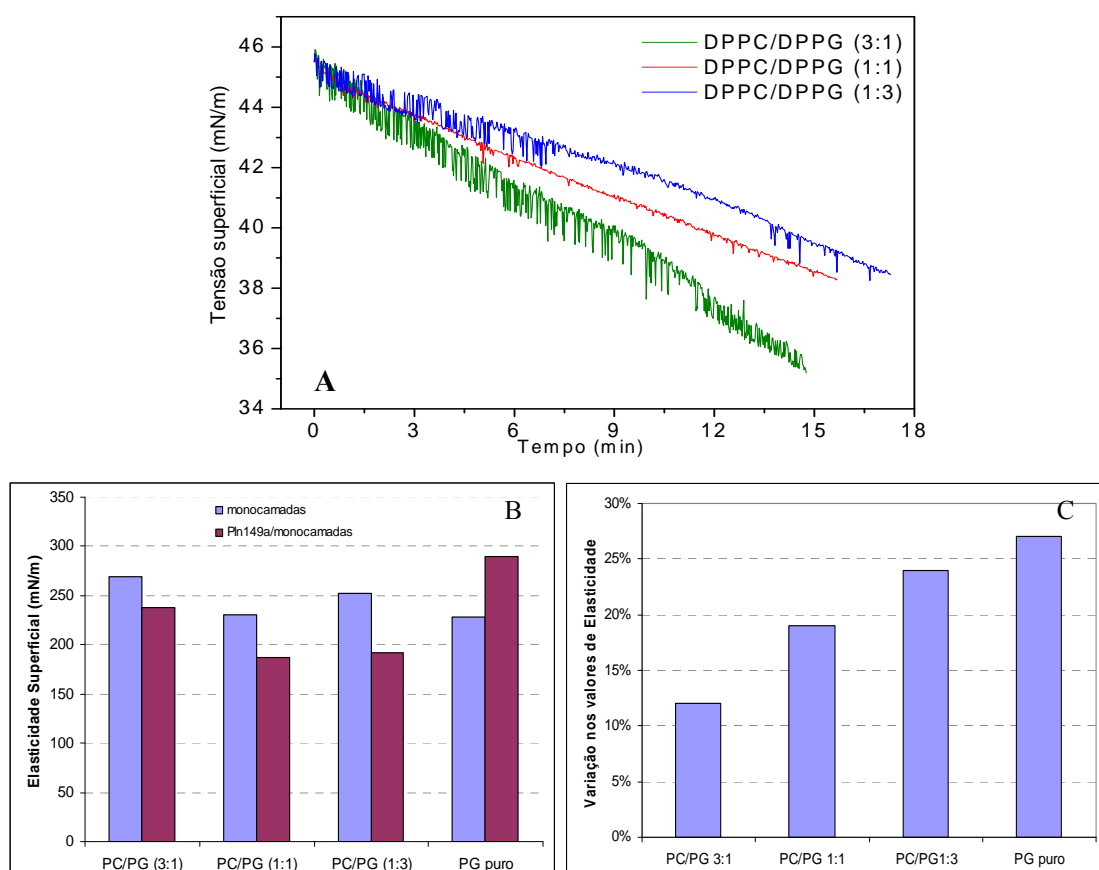 DPPC/DPPG (3:1)
DPPC/DPPG (1:1)
DPPC/DPPG (1:3)
Tensão superficial (mN/m)
46
44
42
40
38
36
34
A
0
3
6
9
12
15
18
Tempo (min)
B
monocamadas
Pln149a/monocamadas
Elasticidade Superficial (mN/m)
350
300
250
200
150
100
50
0
PC/PG (3:1)
PC/PG (1:1)
PC/PG (1:3)
PG puro
C
Variação nos valores de Elasticidade
30%
25%
20%
15%
10%
5%
0%
PC/PG 3:1
PC/PG 1:1
PC/PG1:3
PG puro